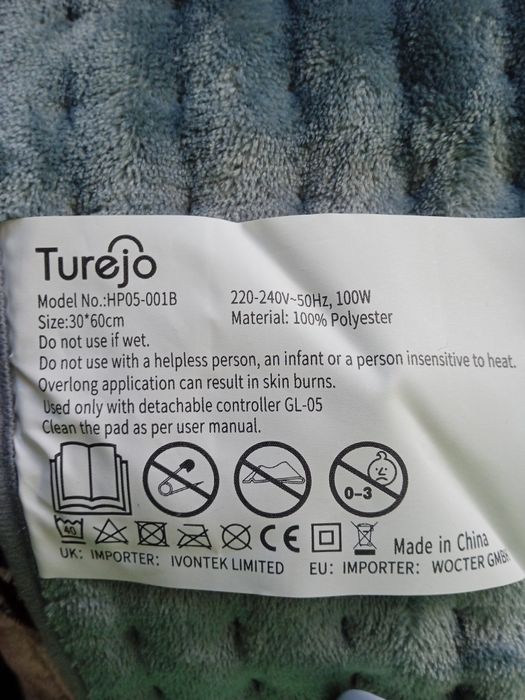 Turejo
Model No.:HP05-001B 220-240V~50Hz, 100W
Size:30*60cm Material: 100% Polyester
Do not use if wet.
Do not use with a helpless person, an infant or a person insensitive to heat.
Overlong application can result in skin burns.
Used only with detachable controller GL-05
Clean the pad as per user manual.
0-3
40 CE Made in China
UK: IMPORTER: IVONTEK LIMITED EU: IMPORTER: WOCTER GMBH